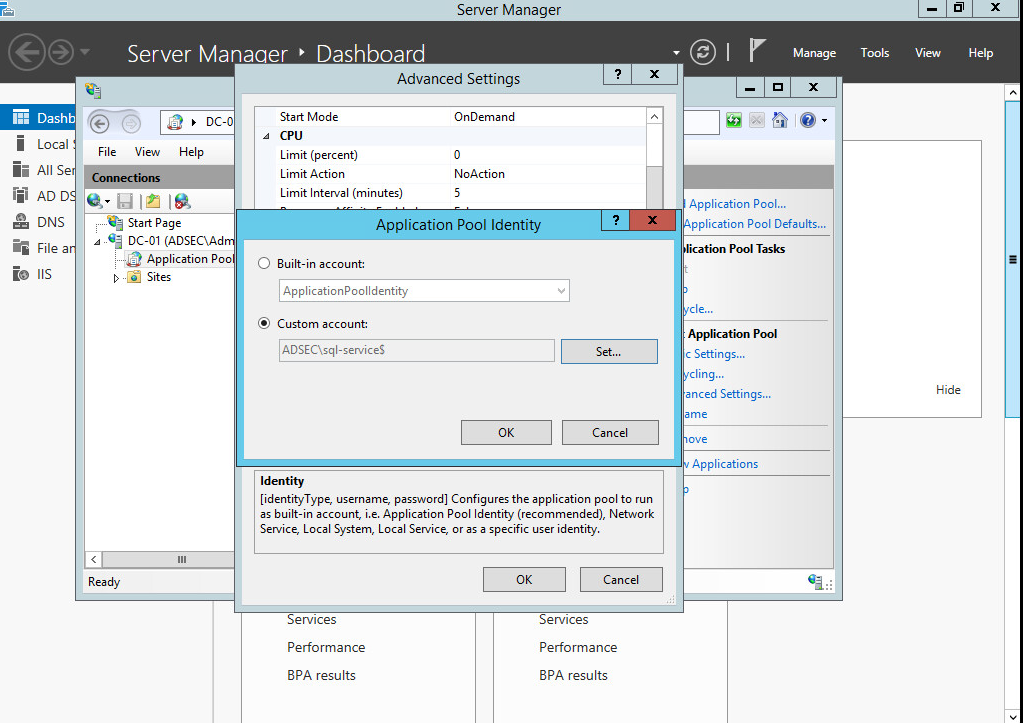 Server Manager
Server Manager ‣ Dashboard
Manage Tools View Help
Dashb
Local
All Ser
AD DS
DNS
File an
IIS
DC-0
File View Help
Connections
Start Page
DC-01 (ADSEC\Adm
Application Pool
Sites
Ready
Advanced Settings
Start Mode OnDemand
CPU
Limit (percent) 0
Limit Action NoAction
Limit Interval (minutes) 5
Application Pool Identity
Built-in account:
ApplicationPoolIdentity
Custom account:
ADSEC\sql-service$
Set...
OK Cancel
Identity
[identityType, username, password] Configures the application pool to run
as built-in account, i.e. Application Pool Identity (recommended), Network
Service, Local System, Local Service, or as a specific user identity.
OK Cancel
Application Pool...
Application Pool Defaults...
plication Pool Tasks
ycle...
t Application Pool
ic Settings...
ycling...
anced Settings...
ame
nove
w Applications
Hide
Services
Performance
BPA results
Services
Performance
BPA results